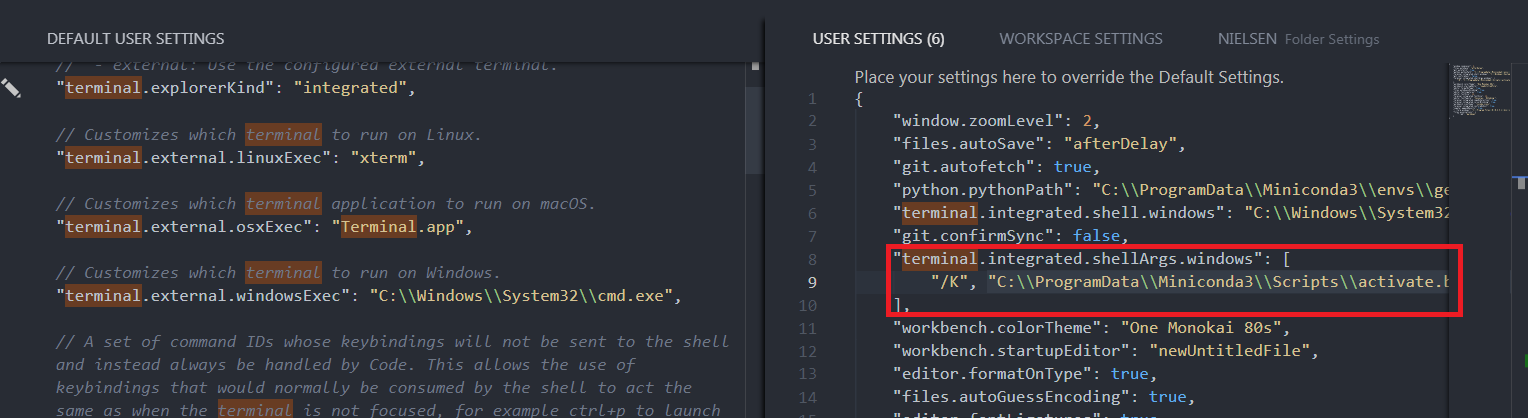 DEFAULT USER SETTINGS
// - external: Use the configured external terminal.
"terminal.explorerKind": "integrated",
// Customizes which terminal to run on Linux.
"terminal.external.linuxExec": "xterm",
// Customizes which terminal application to run on macOS.
"terminal.external.osxExec": "Terminal.app",
// Customizes which terminal to run on Windows.
"terminal.external.windowsExec": "C:\\Windows\\System32\\cmd.exe",
// A set of command IDs whose keybindings will not be sent to the shell
and instead always be handled by Code. This allows the use of
keybindings that would normally be consumed by the shell to act the
same as when the terminal is not focused, for example ctrl+p to launch
USER SETTINGS (6) WORKSPACE SETTINGS NIELSEN Folder Settings
Place your settings here to override the Default Settings.
1 {
2 "window.zoomLevel": 2,
3 "files.autoSave": "afterDelay",
4 "git.autofetch": true,
5 "python.pythonPath": "C:\\ProgramData\\Miniconda3\\envs\\ge
6 "terminal.integrated.shell.windows": "C:\\Windows\\System32
7 "git.confirmSync": false,
8 "terminal.integrated.shellArgs.windows": [
9 "/K", "C:\\ProgramData\\Miniconda3\\Scripts\\activate.b
10 ],
11 "workbench.colorTheme": "One Monokai 80s",
12 "workbench.startupEditor": "newUntitledFile",
13 "editor.formatOnType": true,
14 "files.autoGuessEncoding": true,
15 "editor.fontLigatures": true,